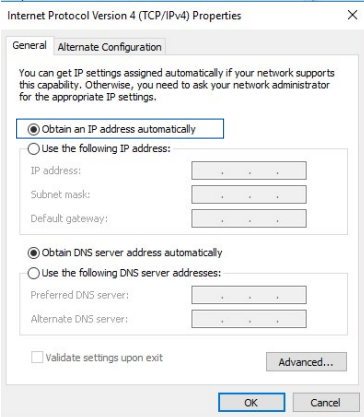 Internet Protocol Version 4 (TCP/IPv4) Properties
General
Alternate Configuration
You can get IP settings assigned automatically if your network supports
this capability. Otherwise, you need to ask your network administrator
for the appropriate IP settings.
Obtain an IP address automatically
Use the following IP address:
IP address:
Subnet mask:
Default gateway:
Obtain DNS server address automatically
Use the following DNS server addresses:
Preferred DNS server:
Alternate DNS server:
Validate settings upon exit
Advanced...
OK
Cancel